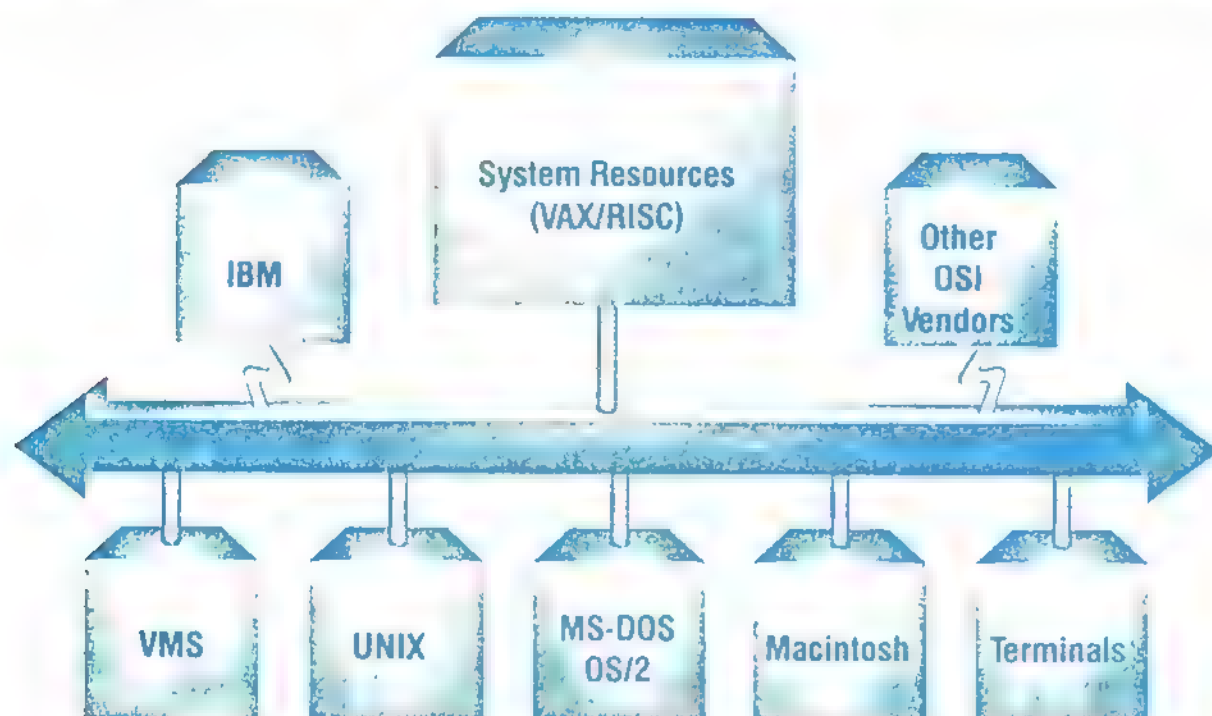 System Resources
(VAX/RISC)
IBM
Other
OSI
Vendors
VMS
UNIX
MS-DOS
OS/2
Macintosh
Terminals